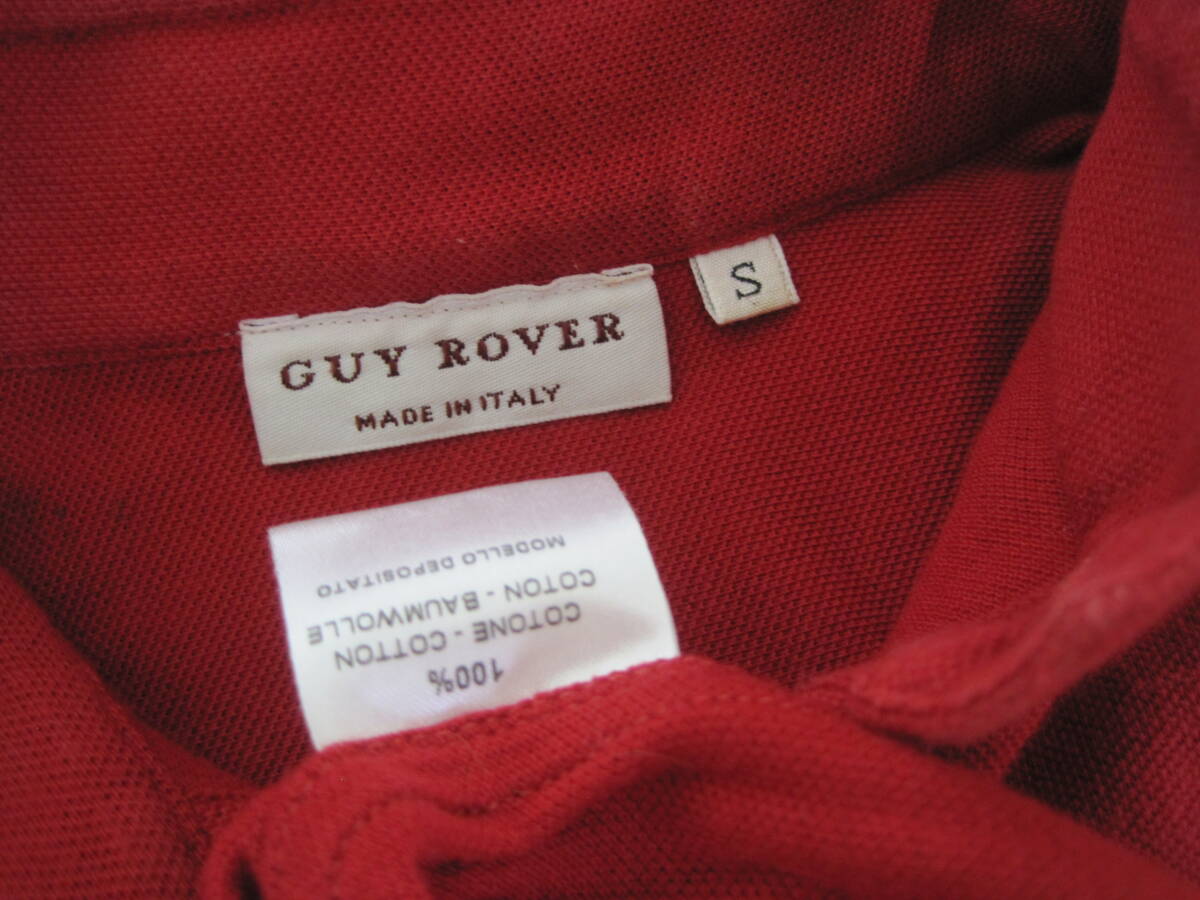 GUY ROVER
MADE IN ITALY
S
100%
COTONE - COTTON
COTON - BAUMWOLLE
MODELLO DEPOSITATO